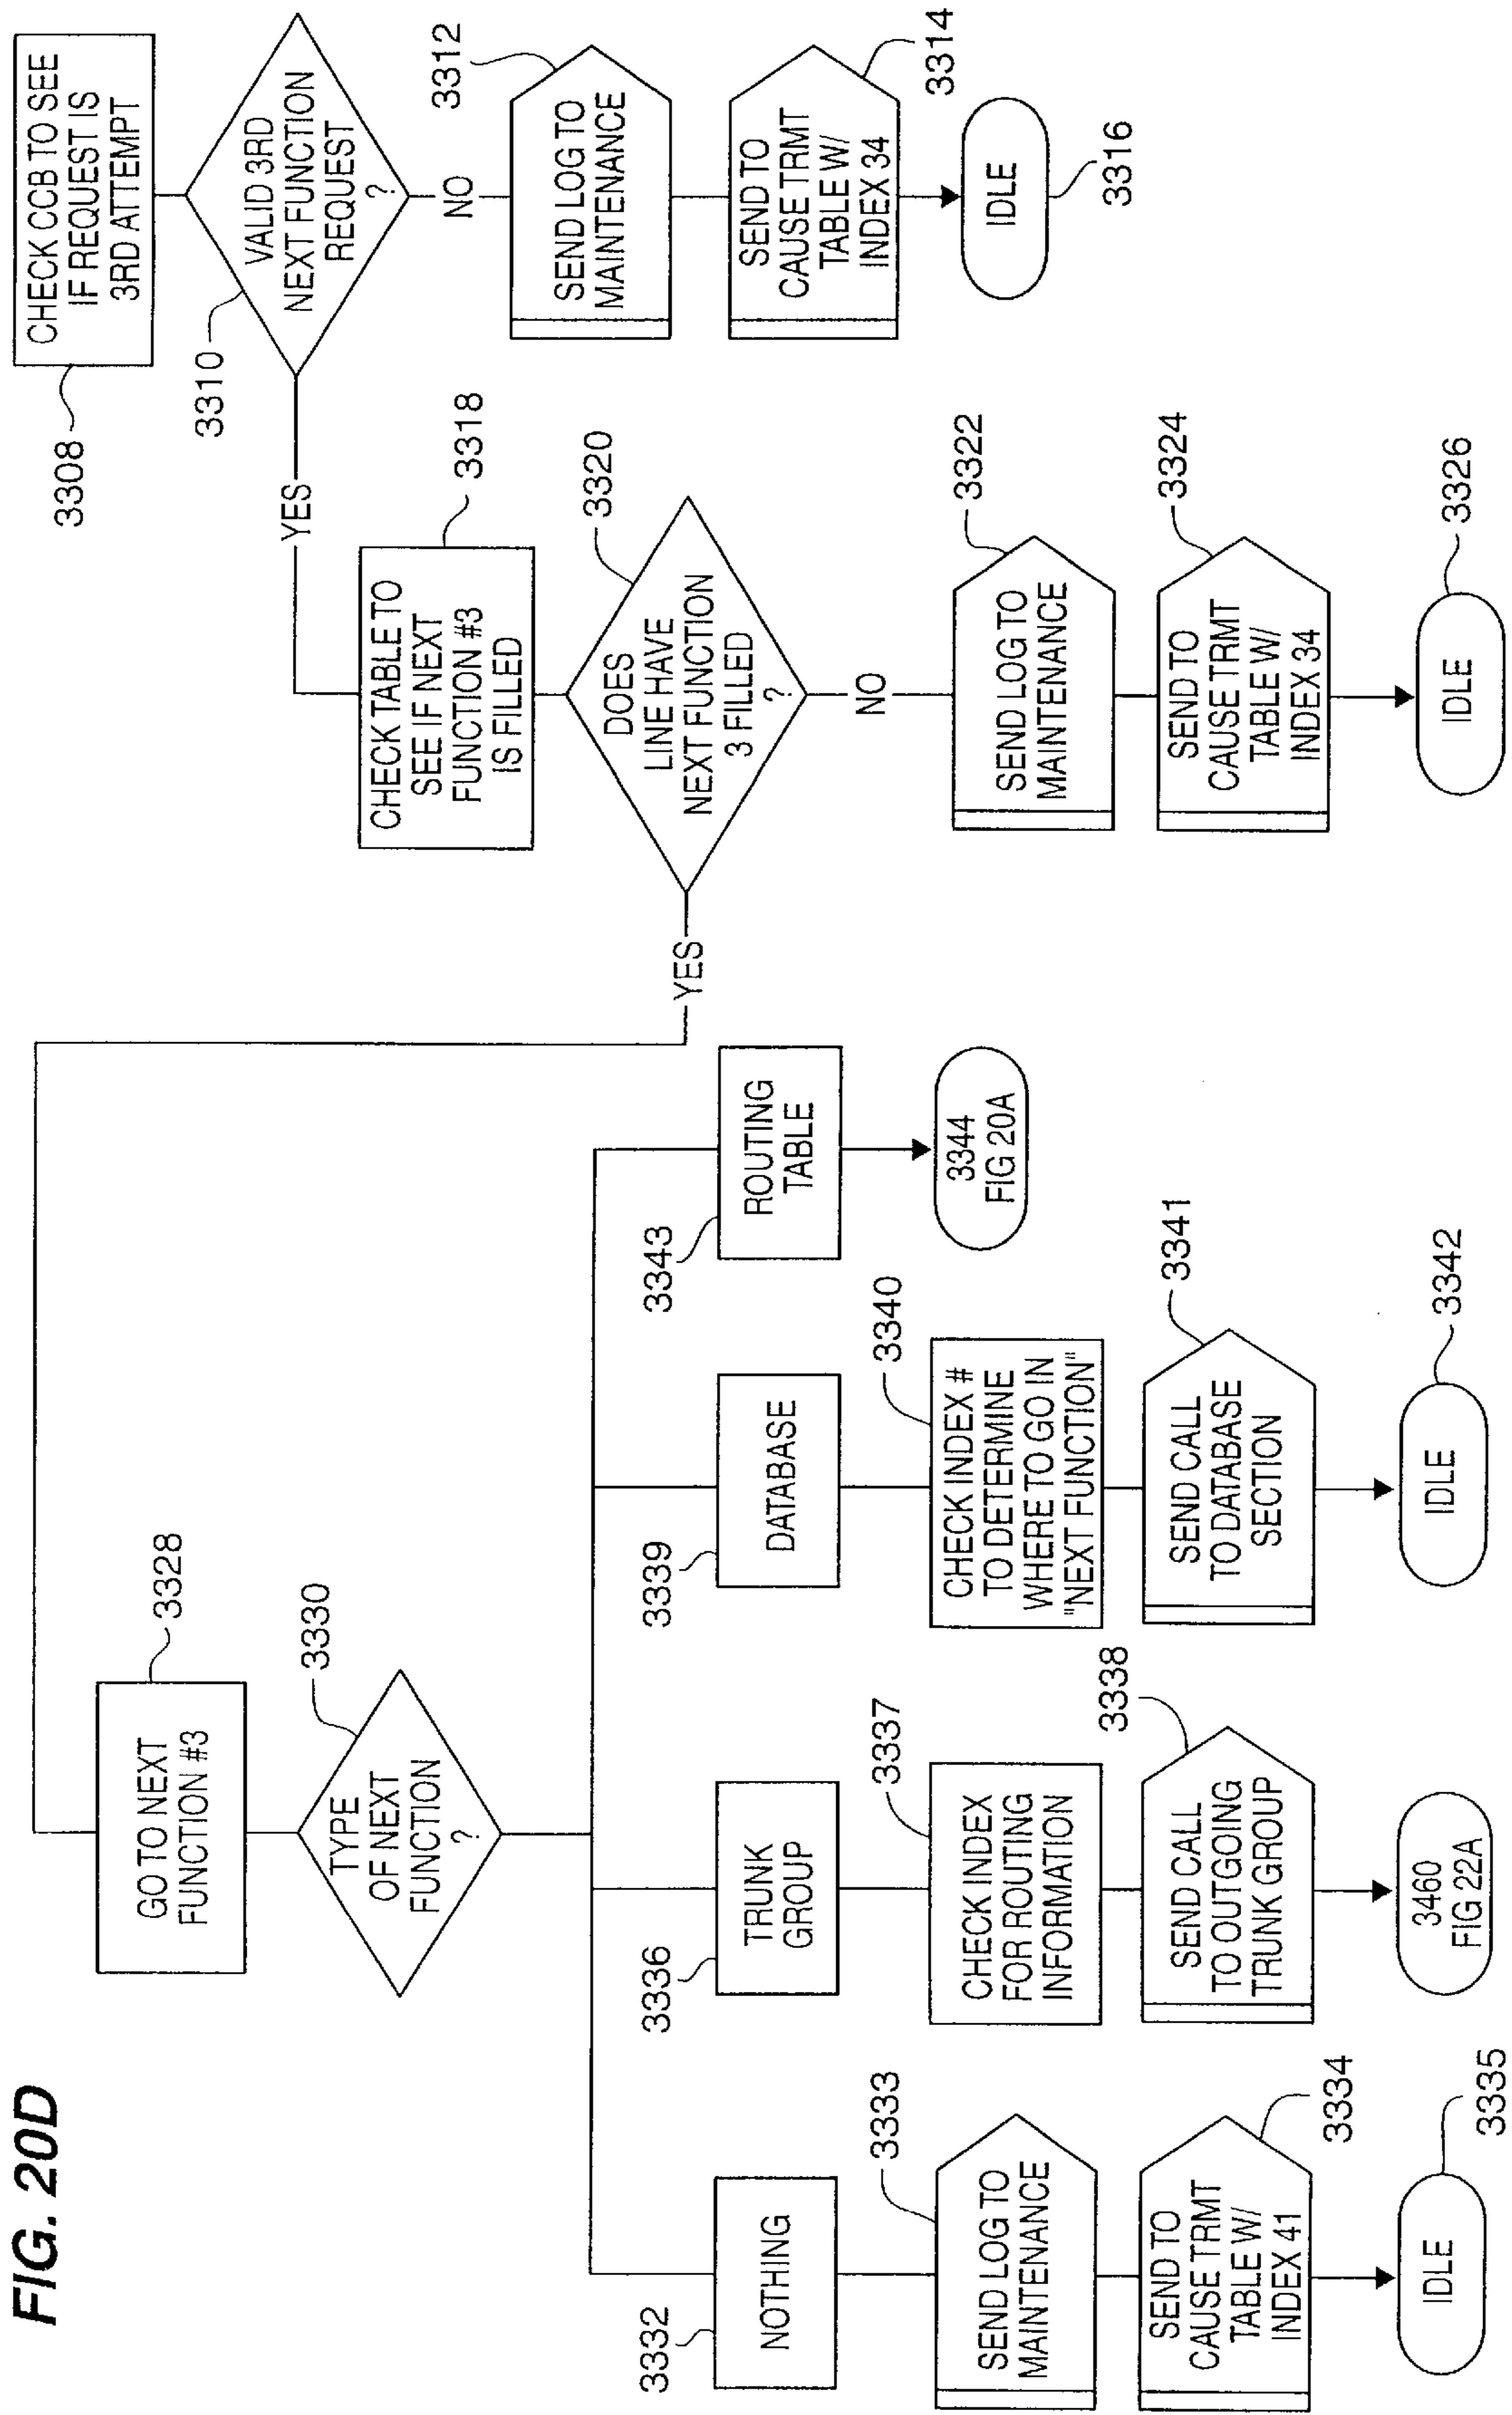 FIG. 20D
3308
CHECK CCB TO SEE
IF REQUEST IS
3RD ATTEMPT
3310
VALID 3RD
NEXT FUNCTION
REQUEST
?
NO
3312
SEND LOG TO
MAINTENANCE
SEND TO
CAUSE TRMT
TABLE W/
INDEX 34
3314
IDLE
3316
YES
CHECK TABLE TO
SEE IF NEXT
FUNCTION #3
IS FILLED
3318
DOES
LINE HAVE
NEXT FUNCTION
3 FILLED
?
3320
NO
SEND LOG TO
MAINTENANCE
3322
SEND TO
CAUSE TRMT
TABLE W/
INDEX 34
3324
IDLE
3326
YES
GO TO NEXT
FUNCTION #3
3328
TYPE
OF NEXT
FUNCTION
?
3330
3332
NOTHING
SEND LOG TO
MAINTENANCE
3333
SEND TO
CAUSE TRMT
TABLE W/
INDEX 41
3334
IDLE
3335
3336
TRUNK
GROUP
CHECK INDEX
FOR ROUTING
INFORMATION
3337
SEND CALL
TO OUTGOING
TRUNK GROUP
3338
3460
FIG 22A
3339
DATABASE
CHECK INDEX #
TO DETERMINE
WHERE TO GO IN
"NEXT FUNCTION"
3340
SEND CALL
TO DATABASE
SECTION
3341
IDLE
3342
3343
ROUTING
TABLE
3344
FIG 20A